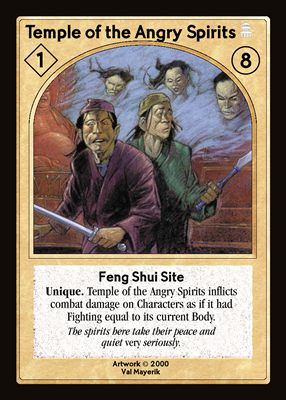 Temple of the Angry Spirits
1
8
Feng Shui Site
Unique. Temple of the Angry Spirits inflicts
combat damage on Characters as if it had
Fighting equal to its current Body.
The spirits here take their peace and
quiet very seriously.
Artwork © 2000
Val Mayerik